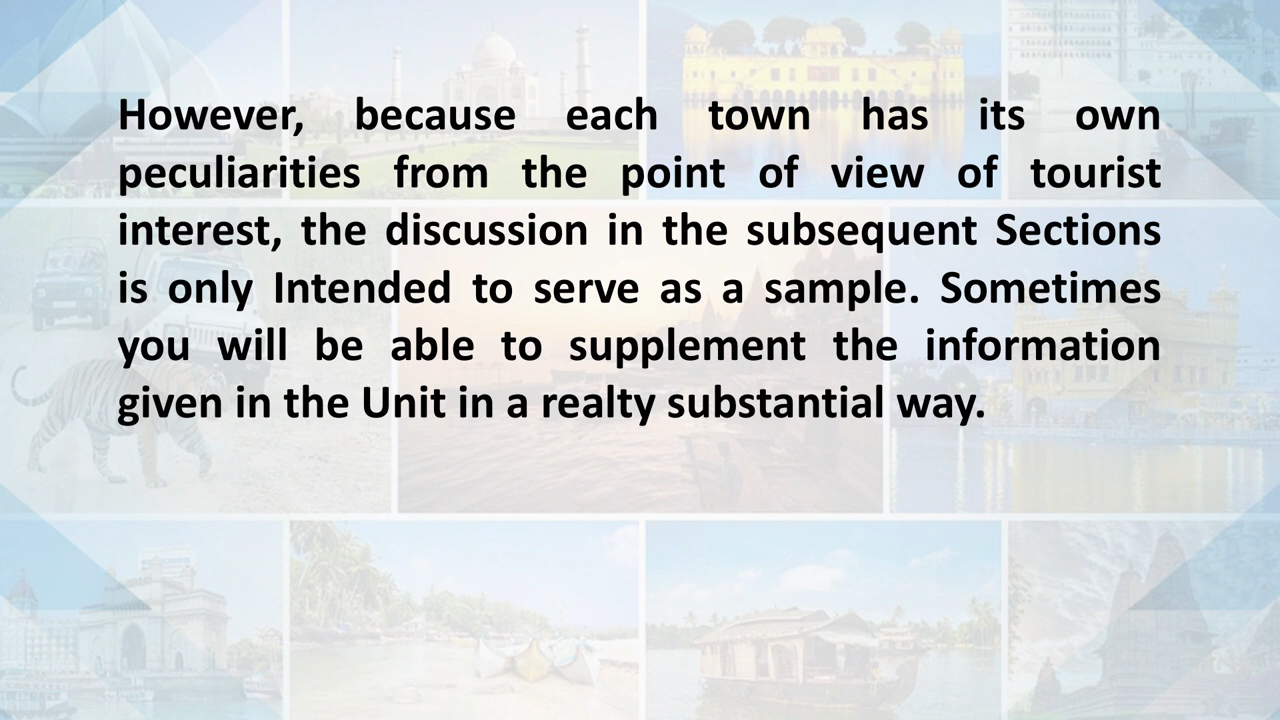 However, because each town has its own
peculiarities from the point of view of tourist
interest, the discussion in the subsequent Sections
is only Intended to serve as a sample. Sometimes
you will be able to supplement the information
given in the Unit in a realty substantial way.